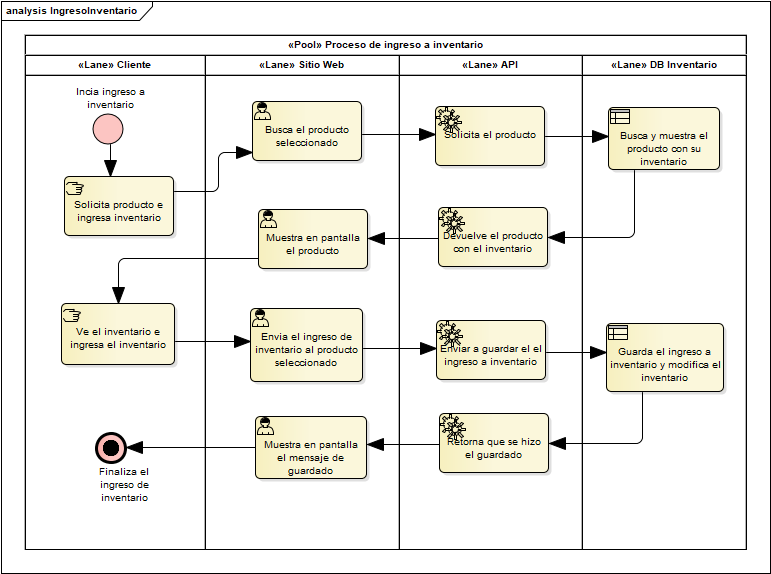 analysis IngresoInventario
«Pool» Proceso de ingreso a inventario
«Lane» Cliente
«Lane» Sitio Web
«Lane» API
«Lane» DB Inventario
Incia ingreso a
inventario
Solicita producto e
ingresa inventario
Busca el producto
seleccionado
Solicita el producto
Busca y muestra el
producto con su
inventario
Devuelve el producto
con el inventario
Muestra en pantalla
el producto
Ve el inventario e
ingresa el inventario
Envia el ingreso de
inventario al producto
seleccionado
Enviar a guardar el el
ingreso a inventario
Guarda el ingreso a
inventario y modifica el
inventario
Retorna que se hizo
el guardado
Muestra en pantalla
el mensaje de
guardado
Finaliza el
ingreso de
inventario